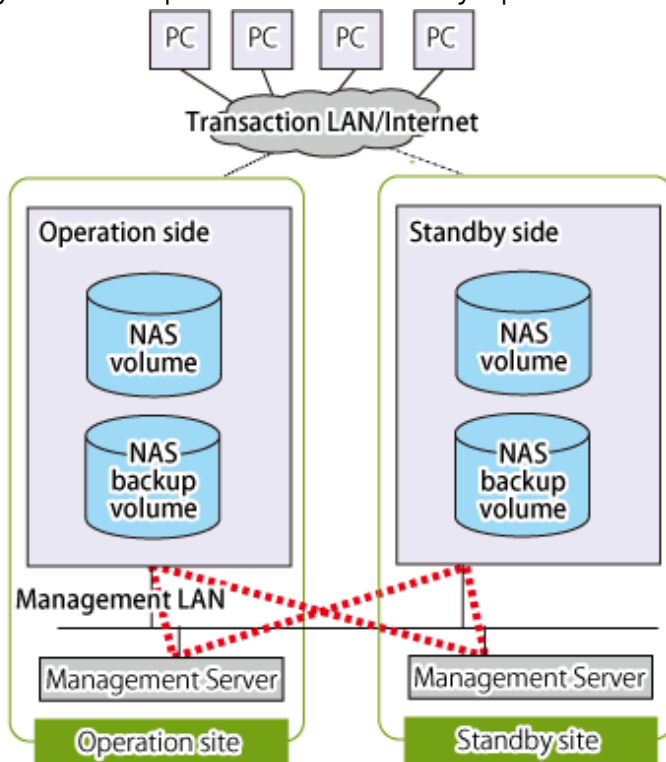 PC PC PC PC
Transaction LAN/Internet
Operation side
NAS
volume
NAS
backup
volume
Standby side
NAS
volume
NAS
backup
volume
Management LAN
Management Server
Management Server
Operation site
Standby site